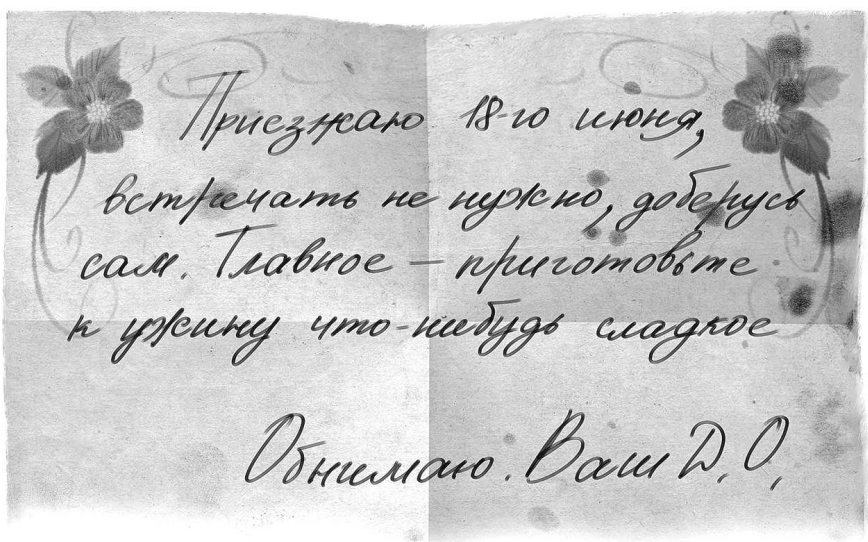 Приезжаю 18-го июня,
встречать не нужно, доберусь
сам. Главное – приготовьте
к ужину что-нибудь сладкое
Обнимаю. Ваш Д. О.